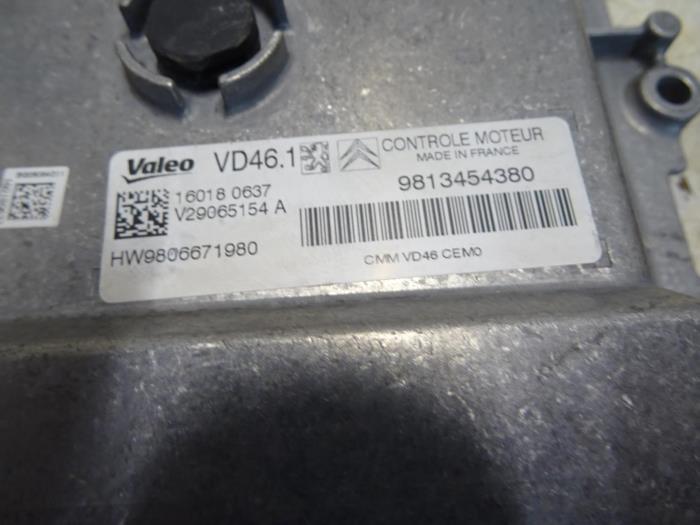 Valeo VD46.1
CONTROLE MOTEUR
MADE IN FRANCE
16018 0637
V29065154 A
9813454380
HW9806671980
CMM VD46 CEM0